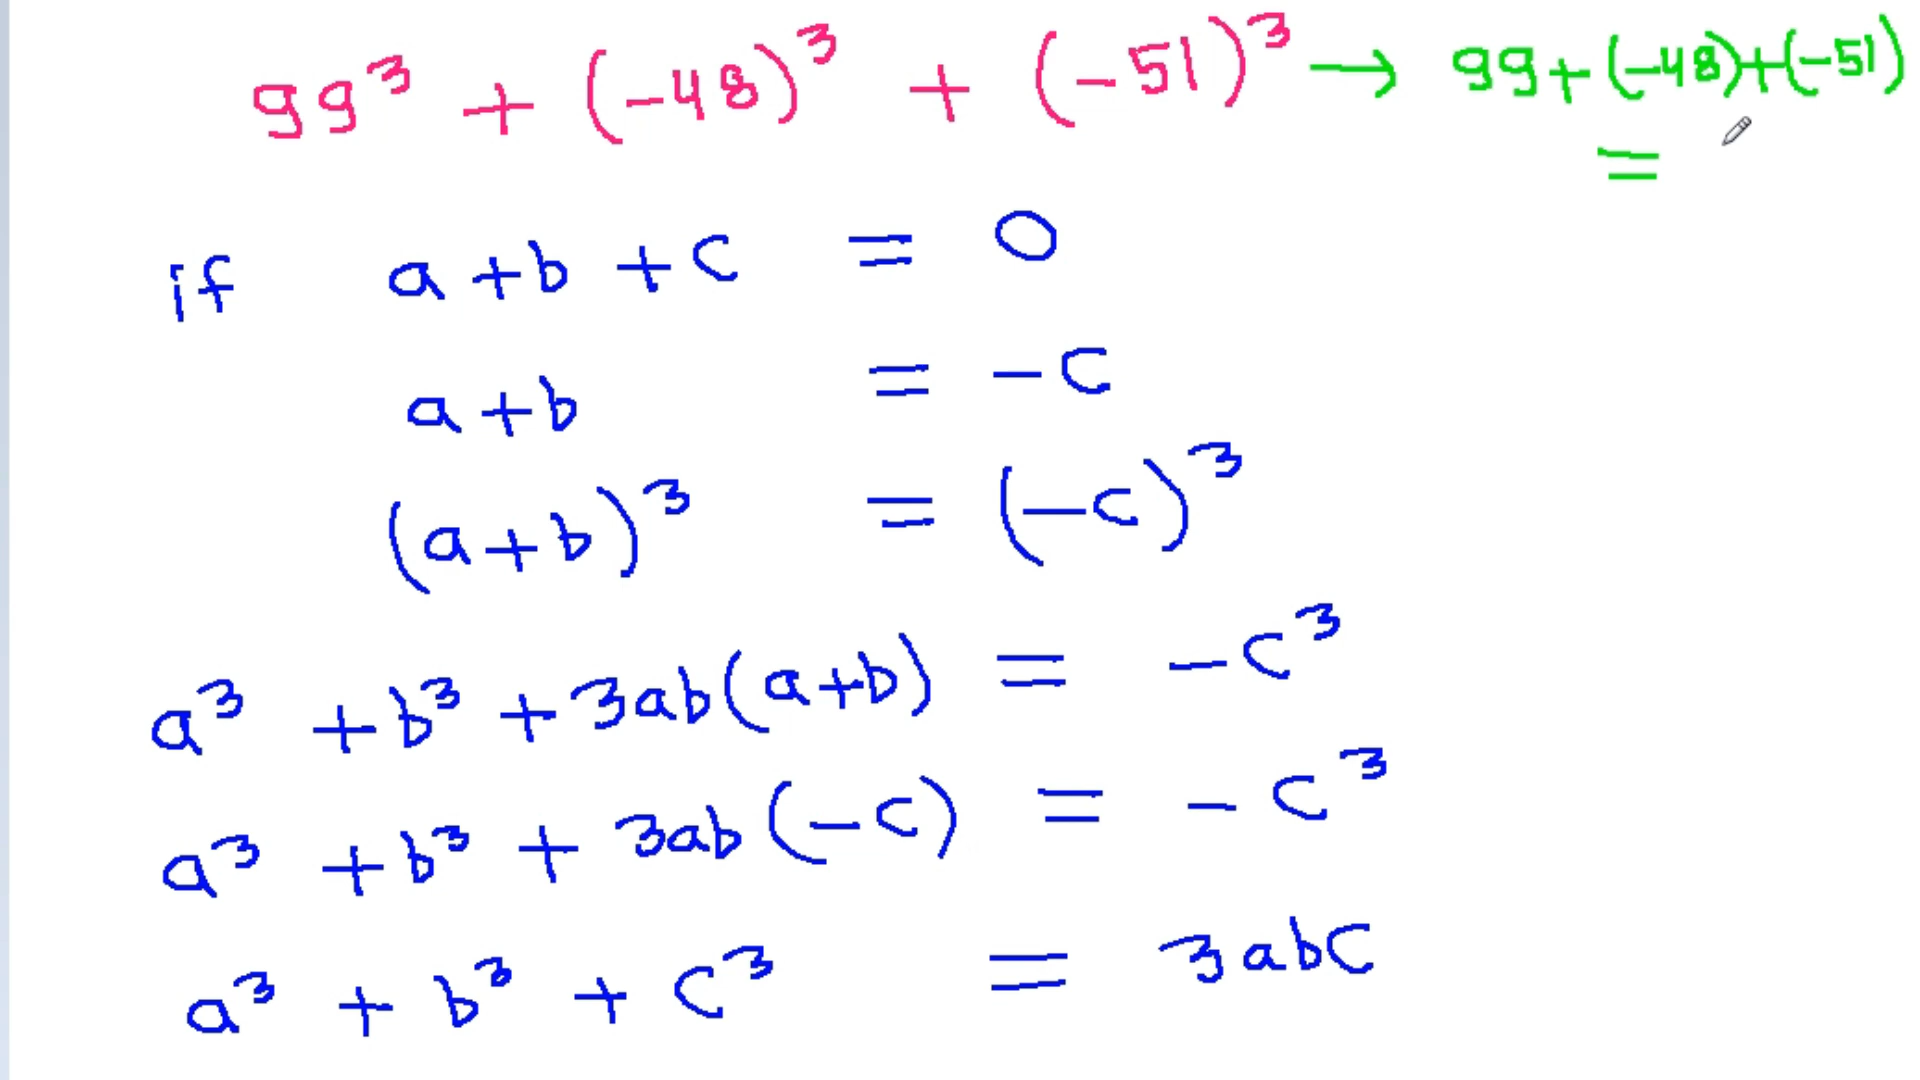 99³ + (-48)³ + (-51)³ → 99+(-48)+(-51)
=
if a+b+c = 0
a+b = -c
(a+b)³ = (-c)³
a³ +b³ +3ab(a+b) = -c³
a³ +b³ + 3ab(-c) = -c³
a³ + b³ + c³ = 3abc